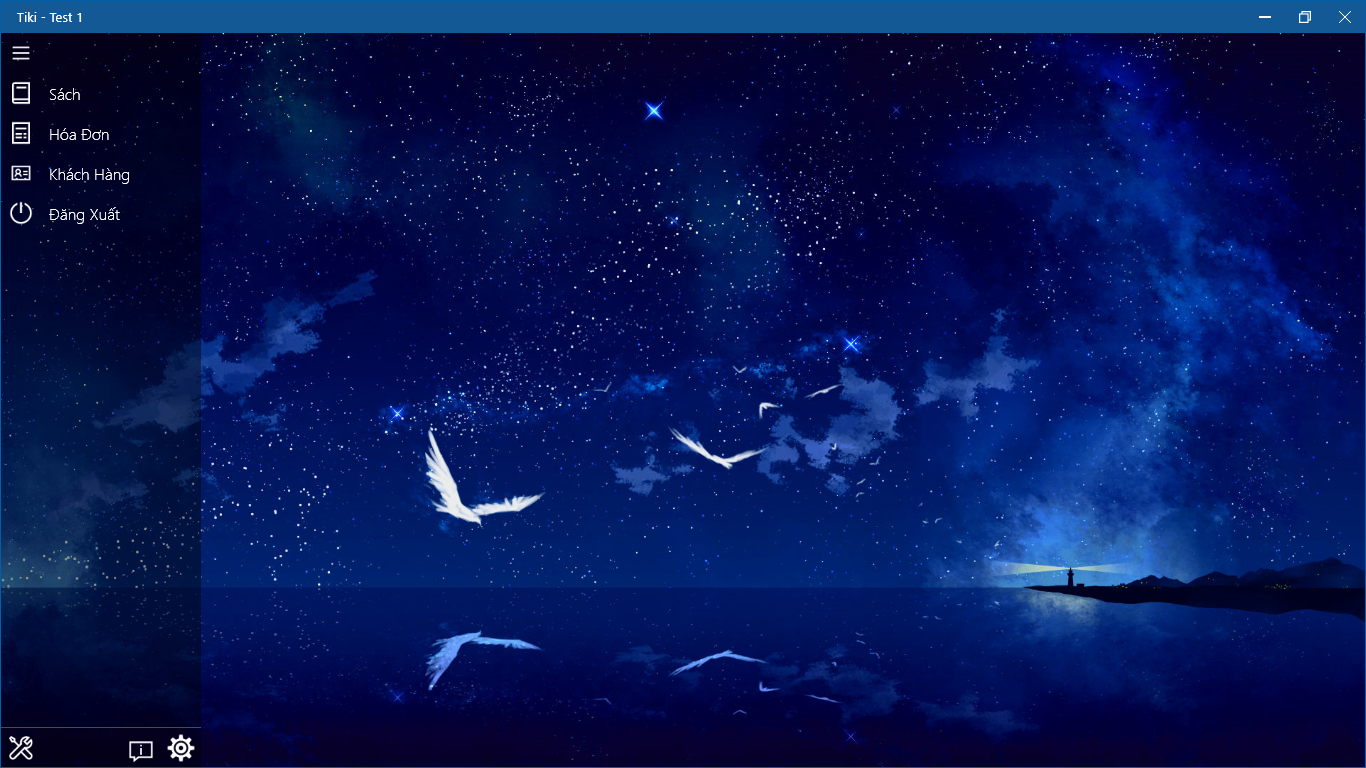 Tiki - Test 1
Sách
Hóa Đơn
Khách Hàng
Đăng Xuất